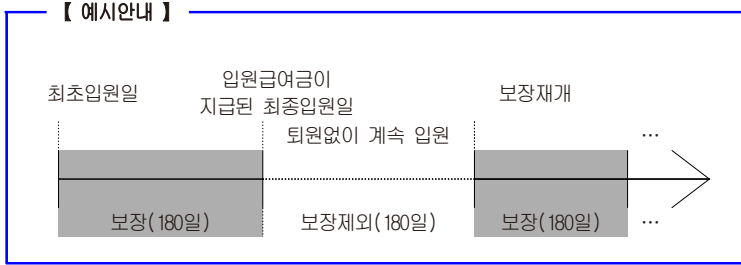 【 예시안내 】
최초입원일
입원급여금이
지급된 최종입원일
보장재개
퇴원없이 계속 입원
…
보장(180일)
보장제외(180일)
보장(180일)
…